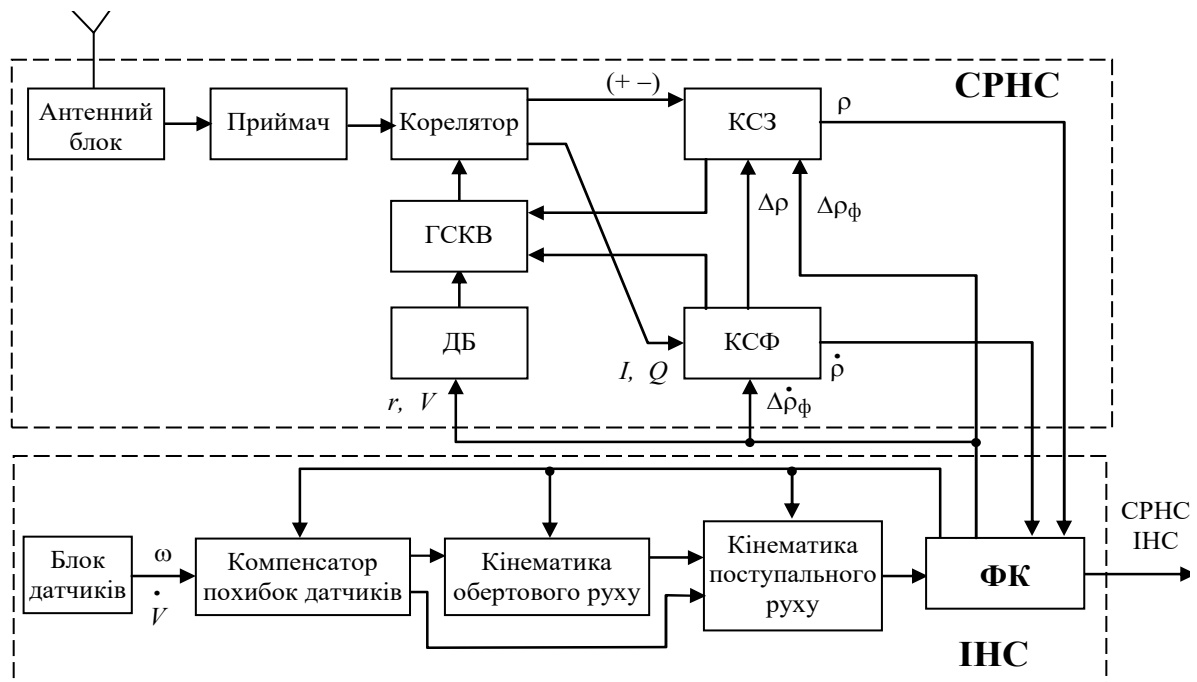 (+ –)
СРНС
ρ
Антенний
блок
Приймач
Корелятор
КСЗ
Δρ
Δρф
ГСКВ
ДБ
КСФ
I, Q
ρ̇
r, V
Δρ̇ф
СРНС
ІНС
Блок
датчиків
ω
V̇
Компенсатор
похибок датчиків
Кінематика
обертового руху
Кінематика
поступального
руху
ФК
ІНС